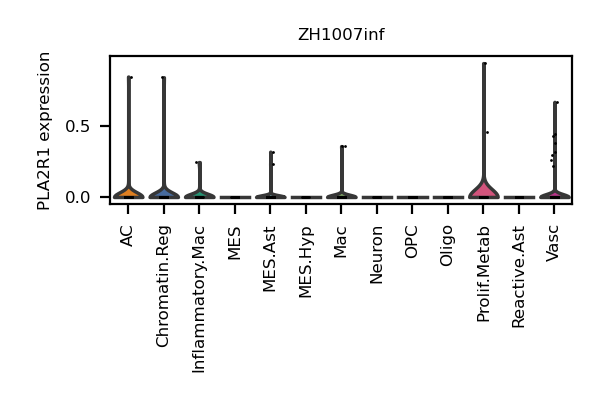 ZH1007inf
PLA2R1 expression
0.5
0.0
AC
Chromatin.Reg
Inflammatory.Mac
MES
MES.Ast
MES.Hyp
Mac
Neuron
OPC
Oligo
Prolif.Metab
Reactive.Ast
Vasc